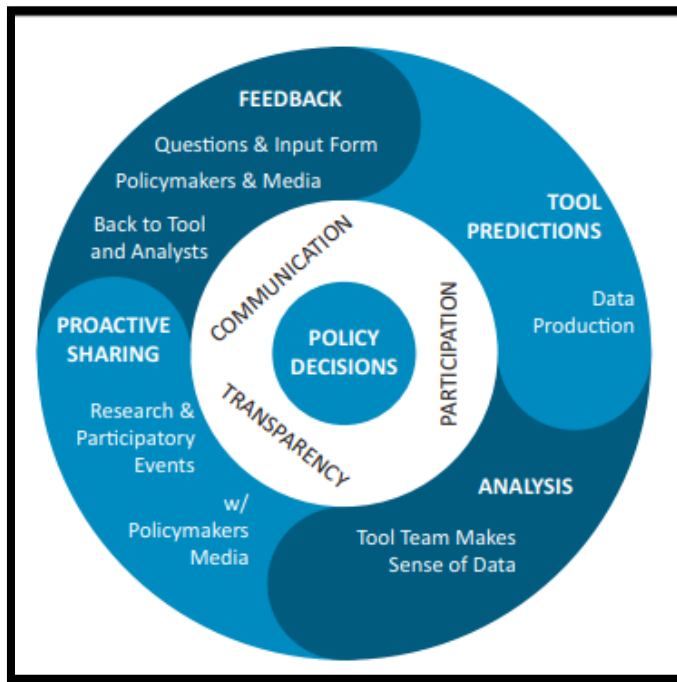 FEEDBACK
Questions & Input Form
Policymakers & Media
Back to Tool
and Analysts
TOOL
PREDICTIONS
Data
Production
ANALYSIS
Tool Team Makes
Sense of Data
PROACTIVE
SHARING
Research &
Participatory
Events
w/
Policymakers
Media
COMMUNICATION
PARTICIPATION
TRANSPARENCY
POLICY
DECISIONS